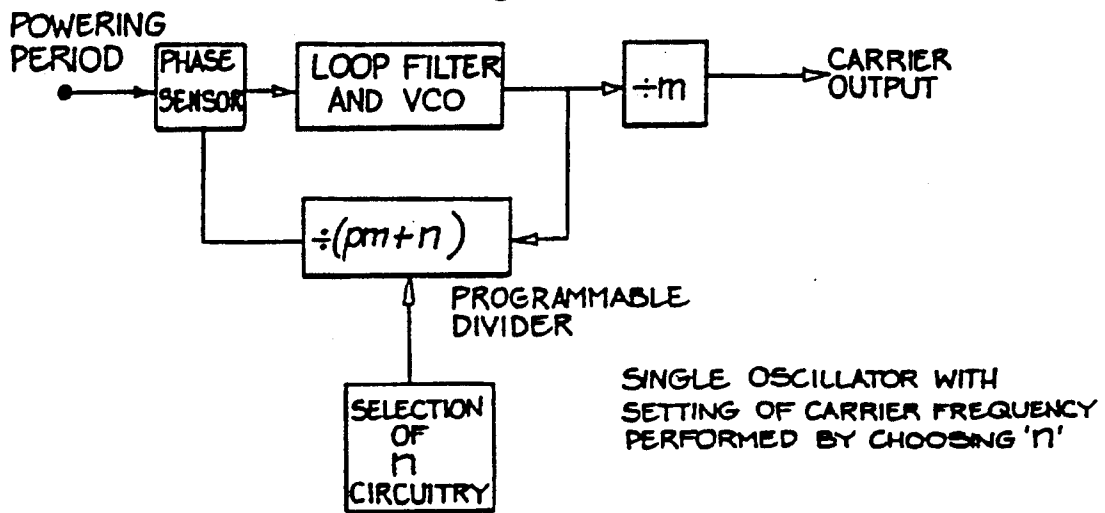 POWERING
PERIOD
PHASE
SENSOR
LOOP FILTER
AND VCO
÷m
CARRIER
OUTPUT
÷(pm+n)
PROGRAMMABLE
DIVIDER
SELECTION
OF
n
CIRCUITRY
SINGLE OSCILLATOR WITH
SETTING OF CARRIER FREQUENCY
PERFORMED BY CHOOSING 'n'